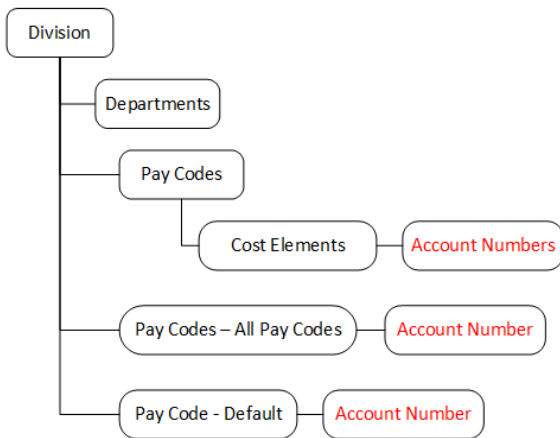 Division
Departments
Pay Codes
Cost Elements
Account Numbers
Pay Codes – All Pay Codes
Account Number
Pay Code - Default
Account Number